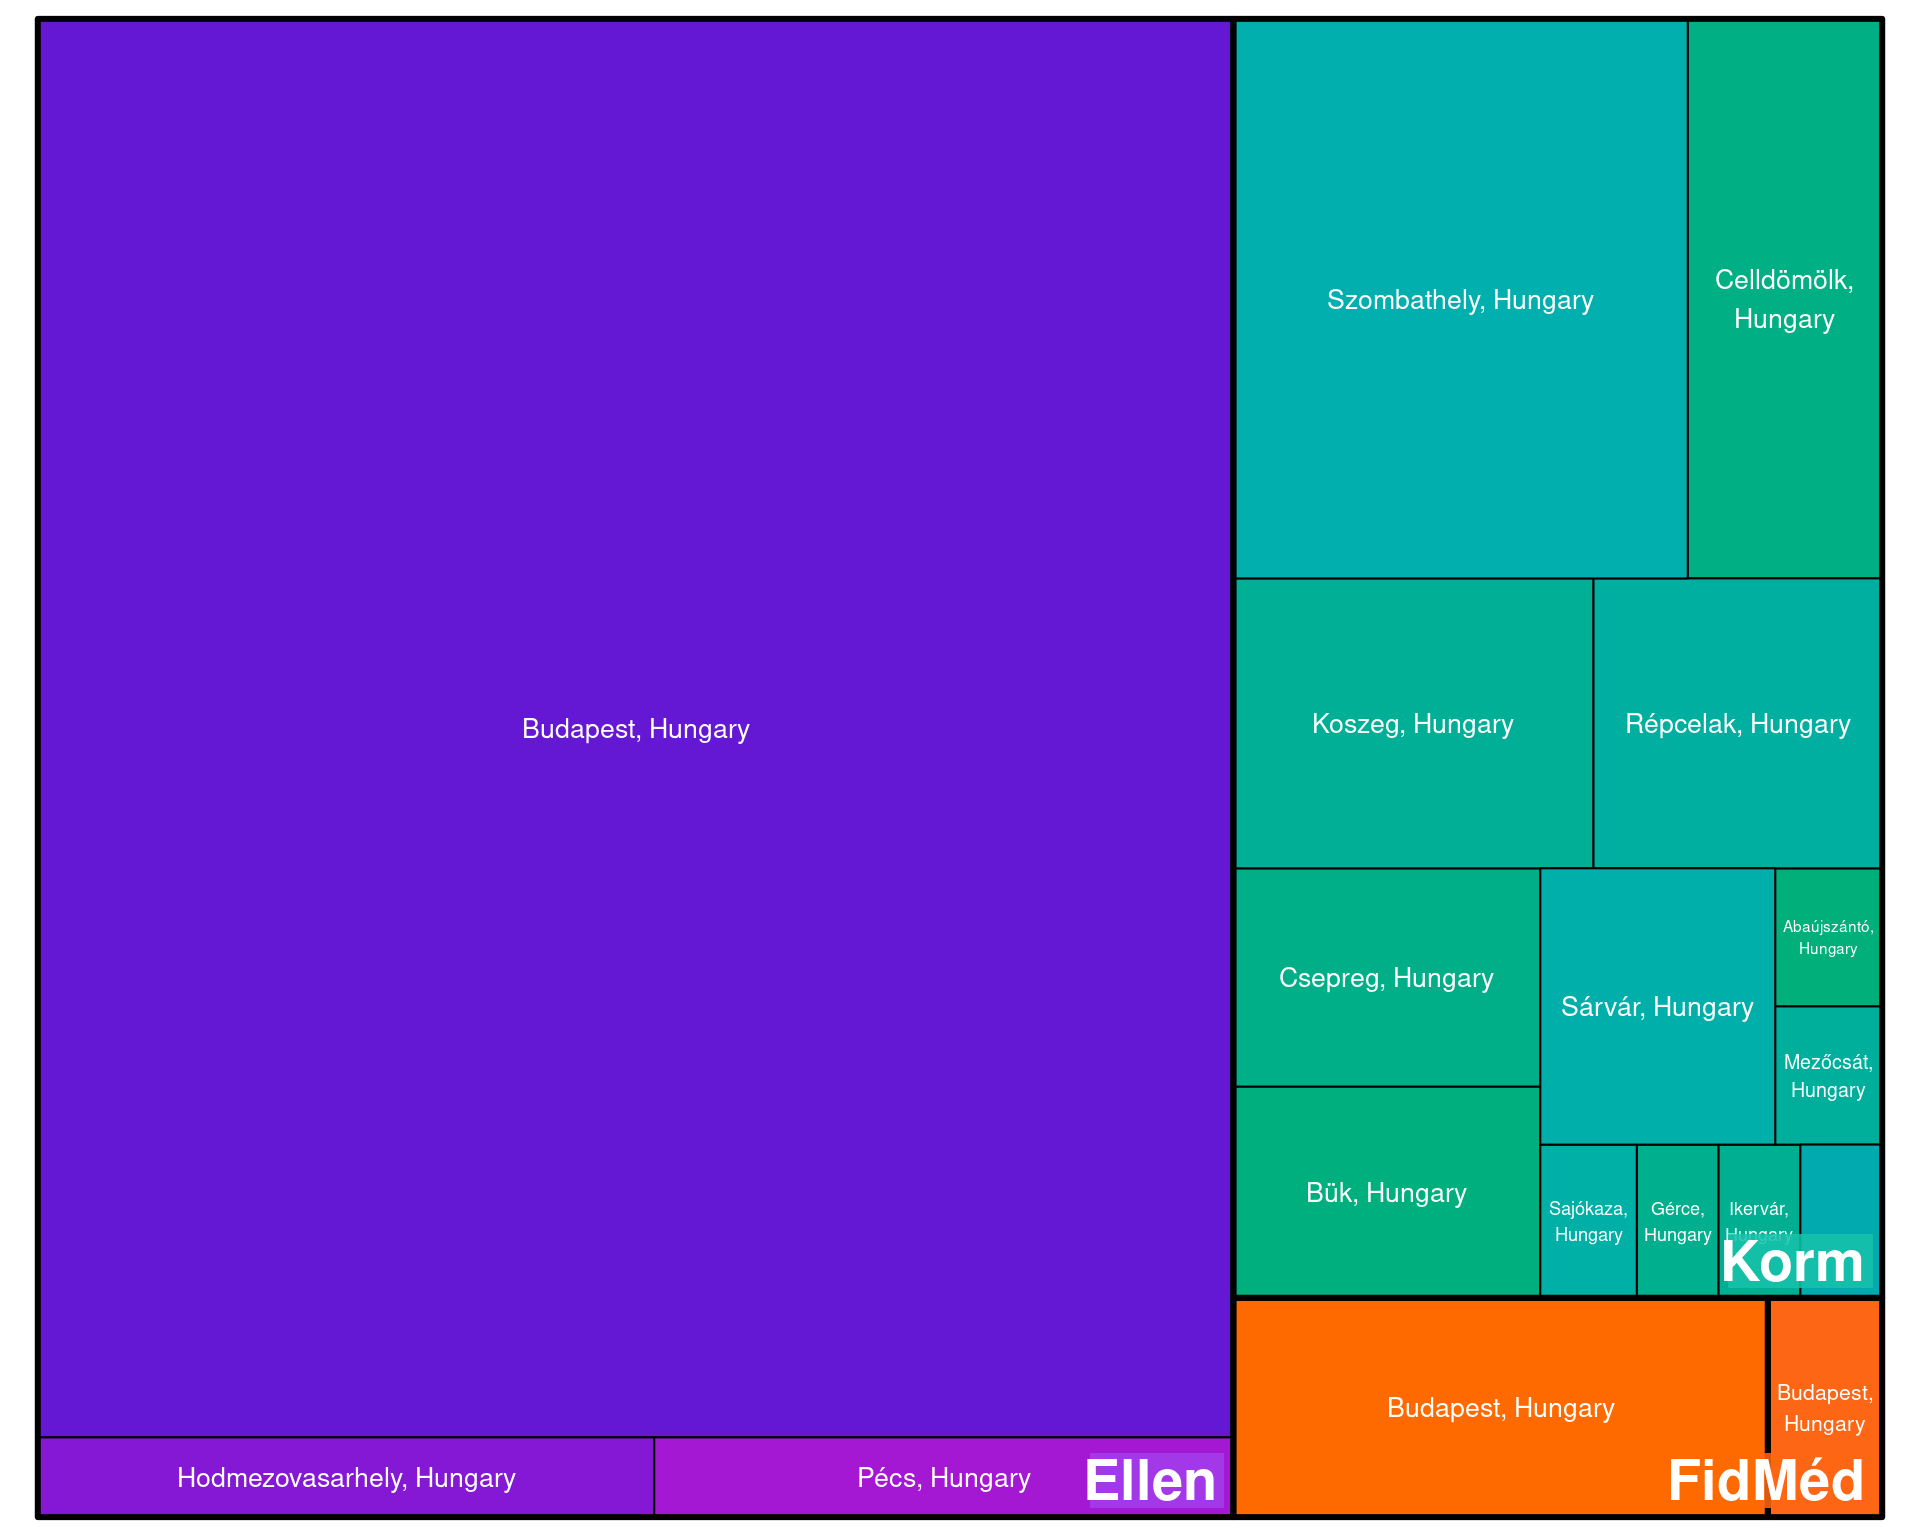 Budapest, Hungary
Hodmezovasarhely, Hungary
Pécs, Hungary
Ellen
Szombathely, Hungary
Celldömölk,
Hungary
Koszeg, Hungary
Répcelak, Hungary
Csepreg, Hungary
Sárvár, Hungary
Abaújszántó,
Hungary
Mezőcsát,
Hungary
Bük, Hungary
Sajókaza,
Hungary
Gérce,
Hungary
Ikervár,
Hungary
Korm
Budapest, Hungary
Budapest,
Hungary
FidMéd